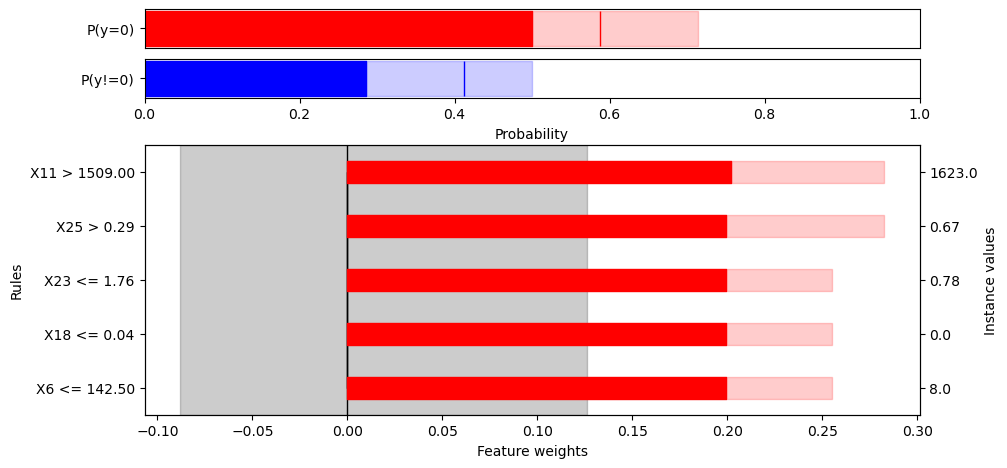 P(y=0)
P(y!=0)
0.0 0.2 0.4 0.6 0.8 1.0
Probability
X11 > 1509.00 1623.0
X25 > 0.29 0.67
X23 <= 1.76 0.78
X18 <= 0.04 0.0
X6 <= 142.50 8.0
Rules
Instance values
−0.10 −0.05 0.00 0.05 0.10 0.15 0.20 0.25 0.30
Feature weights